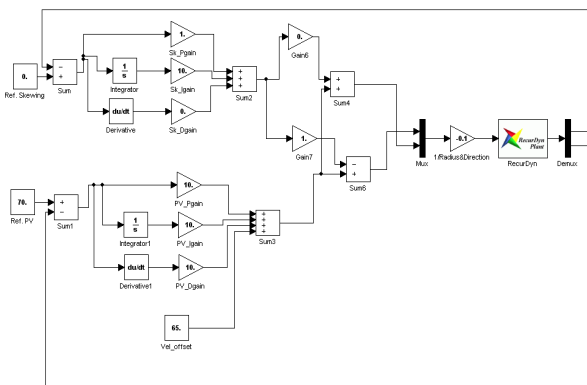 0.
Ref. Skewing
−
+
Sum
1
s
Integrator
du/dt
Derivative
1.
Sk_Pgain
10.
Sk_Igain
0.
Sk_Dgain
+
+
+
Sum2
0.
Gain6
1.
Gain7
+
+
Sum4
−
+
Sum6
Mux
-0.1
1/Radius&Direction
RecurDyn
Plant
RecurDyn
Demux
70.
Ref. PV
+
−
Sum1
1
s
Integrator1
du/dt
Derivative1
10.
PV_Pgain
10.
PV_Igain
10.
PV_Dgain
+
+
+
+
Sum3
65.
Vel_offset